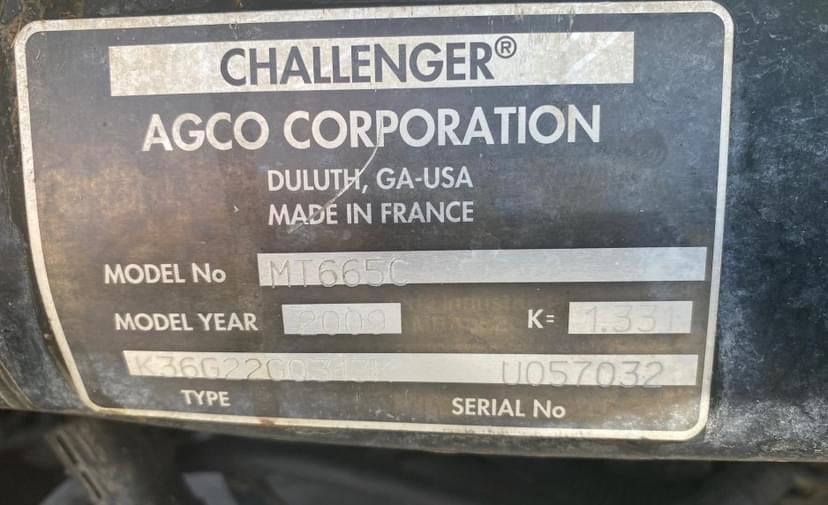 CHALLENGER®
AGCO CORPORATION
DULUTH, GA-USA
MADE IN FRANCE
MODEL No MT665C
MODEL YEAR 2009 K= 1.331
U057032
TYPE SERIAL No